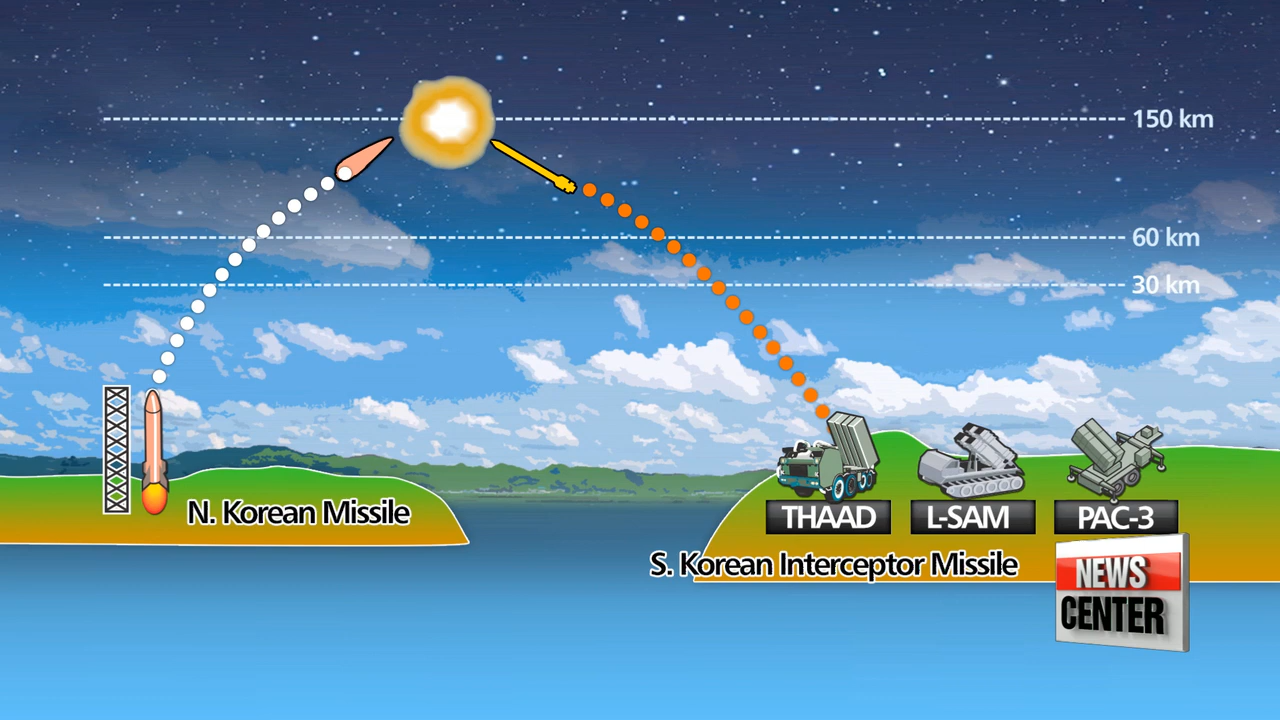 150 km
60 km
30 km
N. Korean Missile
THAAD
L-SAM
PAC-3
S. Korean Interceptor Missile
NEWS
CENTER